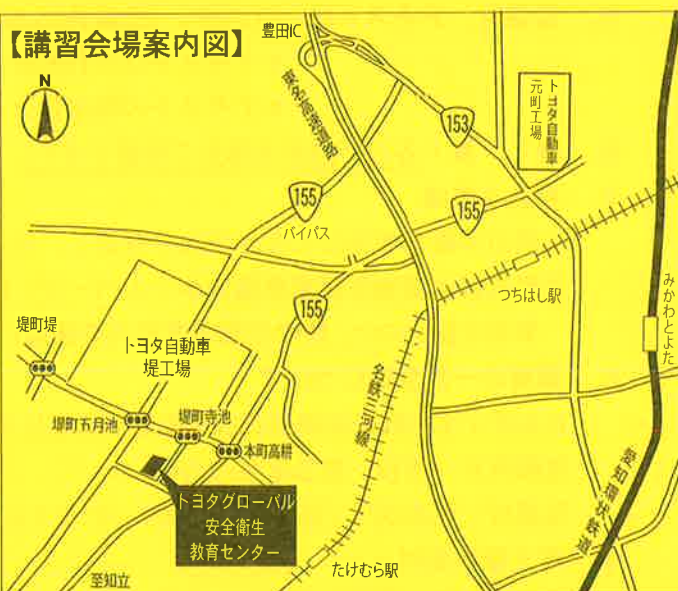 【講習会場案内図】
豊田IC
N
東名高速道路
153
トヨタ自動車
元町工場
155
バイパス
155
155
つちはし駅
みかわとよた
堤町堤
トヨタ自動車
堤工場
名鉄三河線
堤町五月池
堤町寺池
本町高耕
トヨタグローバル
安全衛生
教育センター
愛知環状鉄道
たけむら駅
至知立